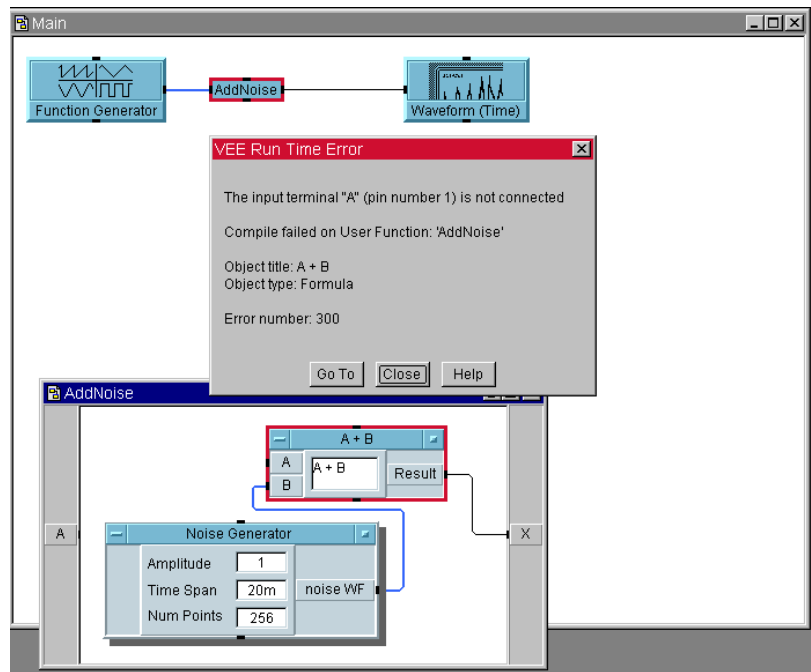 Main
Function Generator
AddNoise
Waveform (Time)
VEE Run Time Error
The input terminal "A" (pin number 1) is not connected
Compile failed on User Function: 'AddNoise'
Object title: A + B
Object type: Formula
Error number: 300
Go To
Close
Help
AddNoise
A + B
A
A + B
Result
B
A
X
Noise Generator
Amplitude
1
Time Span
20m
noise WF
Num Points
256